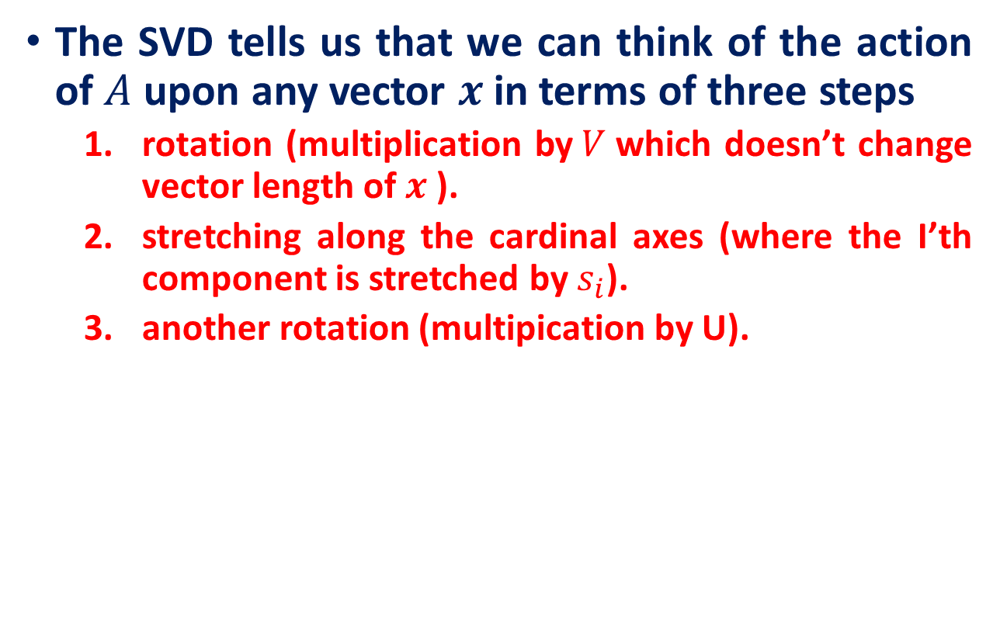 • The SVD tells us that we can think of the action
of A upon any vector x in terms of three steps
1. rotation (multiplication by V which doesn’t change
vector length of x ).
2. stretching along the cardinal axes (where the I’th
component is stretched by sᵢ).
3. another rotation (multipication by U).